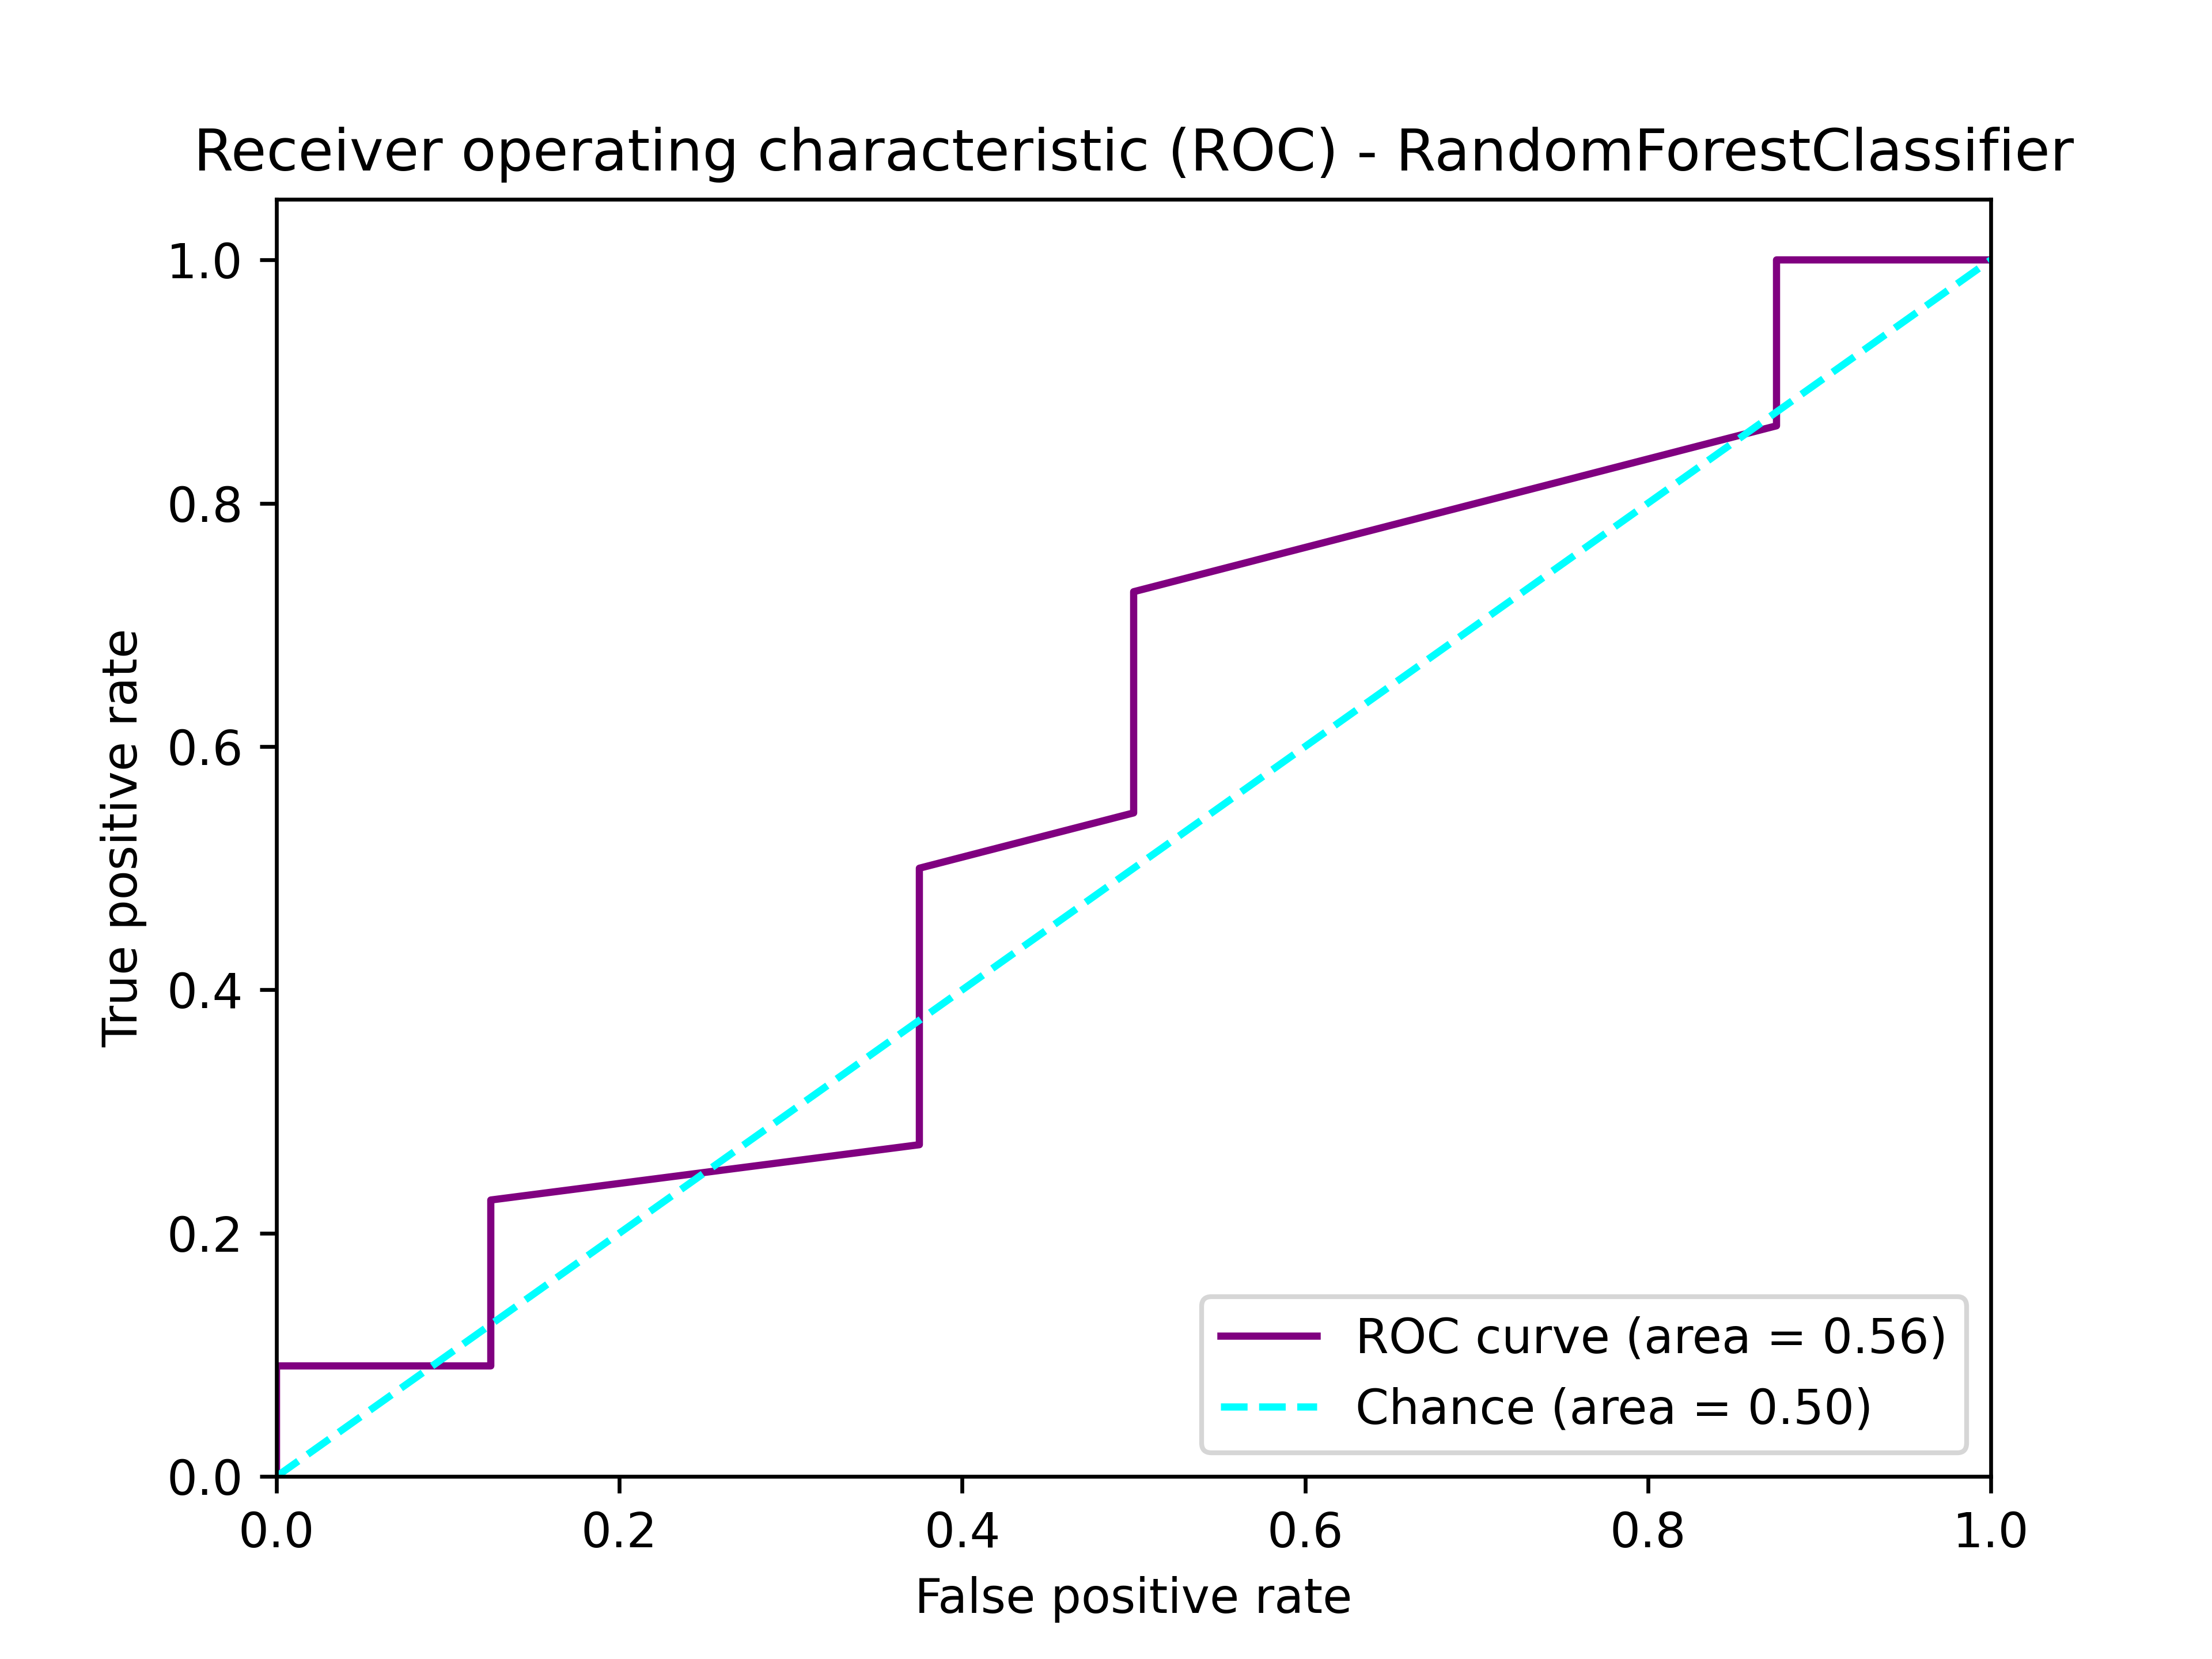 Receiver operating characteristic (ROC) - RandomForestClassifier
1.0
0.8
0.6
0.4
0.2
0.0
True positive rate
0.0 0.2 0.4 0.6 0.8 1.0
False positive rate
ROC curve (area = 0.56)
Chance (area = 0.50)